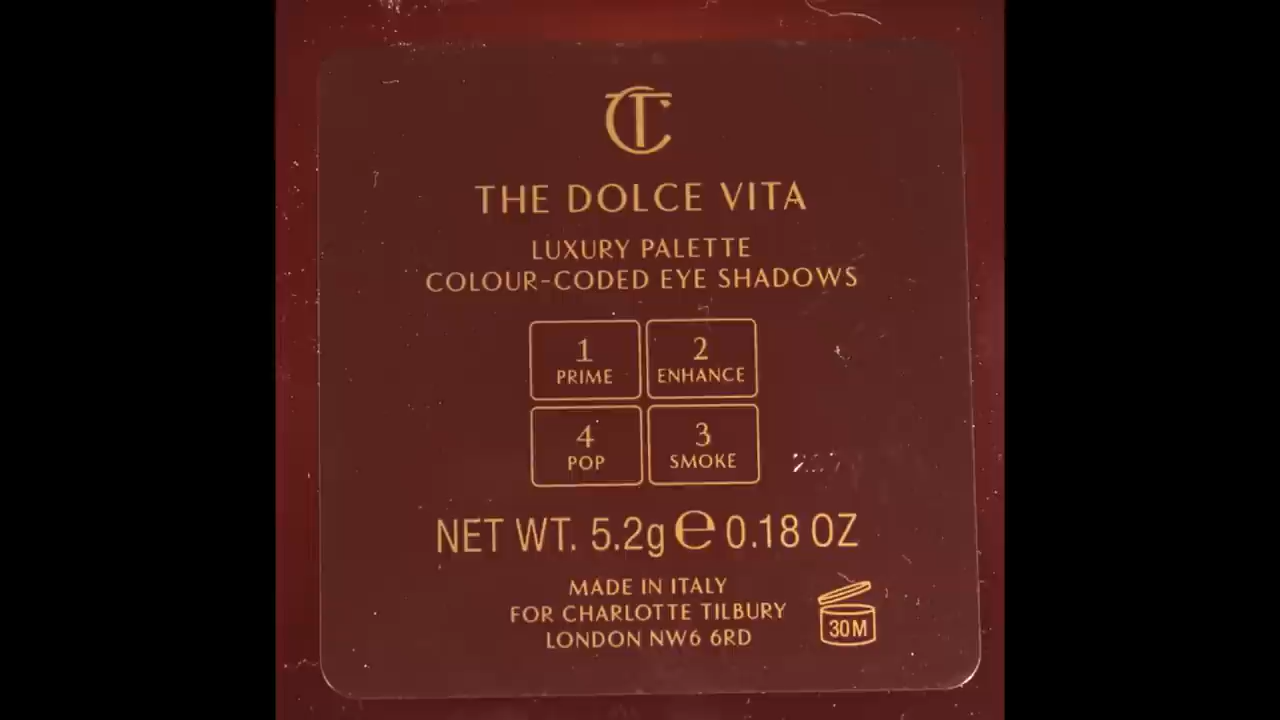 CT
THE DOLCE VITA
LUXURY PALETTE
COLOUR-CODED EYE SHADOWS
1
PRIME
2
ENHANCE
4
POP
3
SMOKE
NET WT. 5.2g ℮ 0.18 OZ
MADE IN ITALY
FOR CHARLOTTE TILBURY
LONDON NW6 6RD
30M